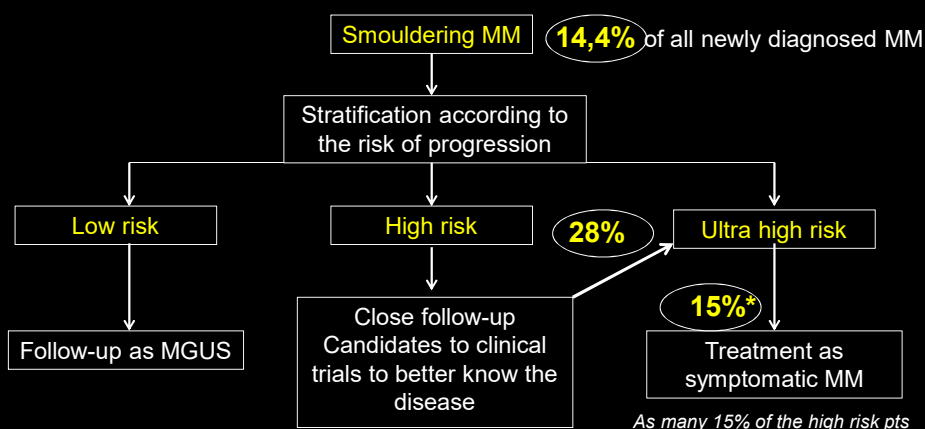 Smouldering MM
14,4% of all newly diagnosed MM
Stratification according to
the risk of progression
Low risk
High risk
28%
Ultra high risk
15%*
Follow-up as MGUS
Close follow-up
Candidates to clinical
trials to better know the
disease
Treatment as
symptomatic MM
As many 15% of the high risk pts